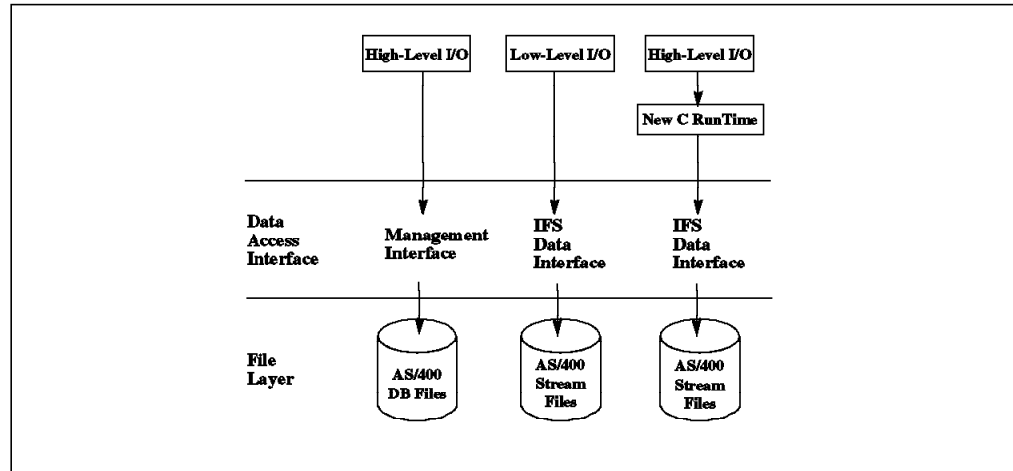 High-Level I/O
Low-Level I/O
High-Level I/O
New C RunTime
Data
Access
Interface
Management
Interface
IFS
Data
Interface
IFS
Data
Interface
File
Layer
AS/400
DB Files
AS/400
Stream
Files
AS/400
Stream
Files